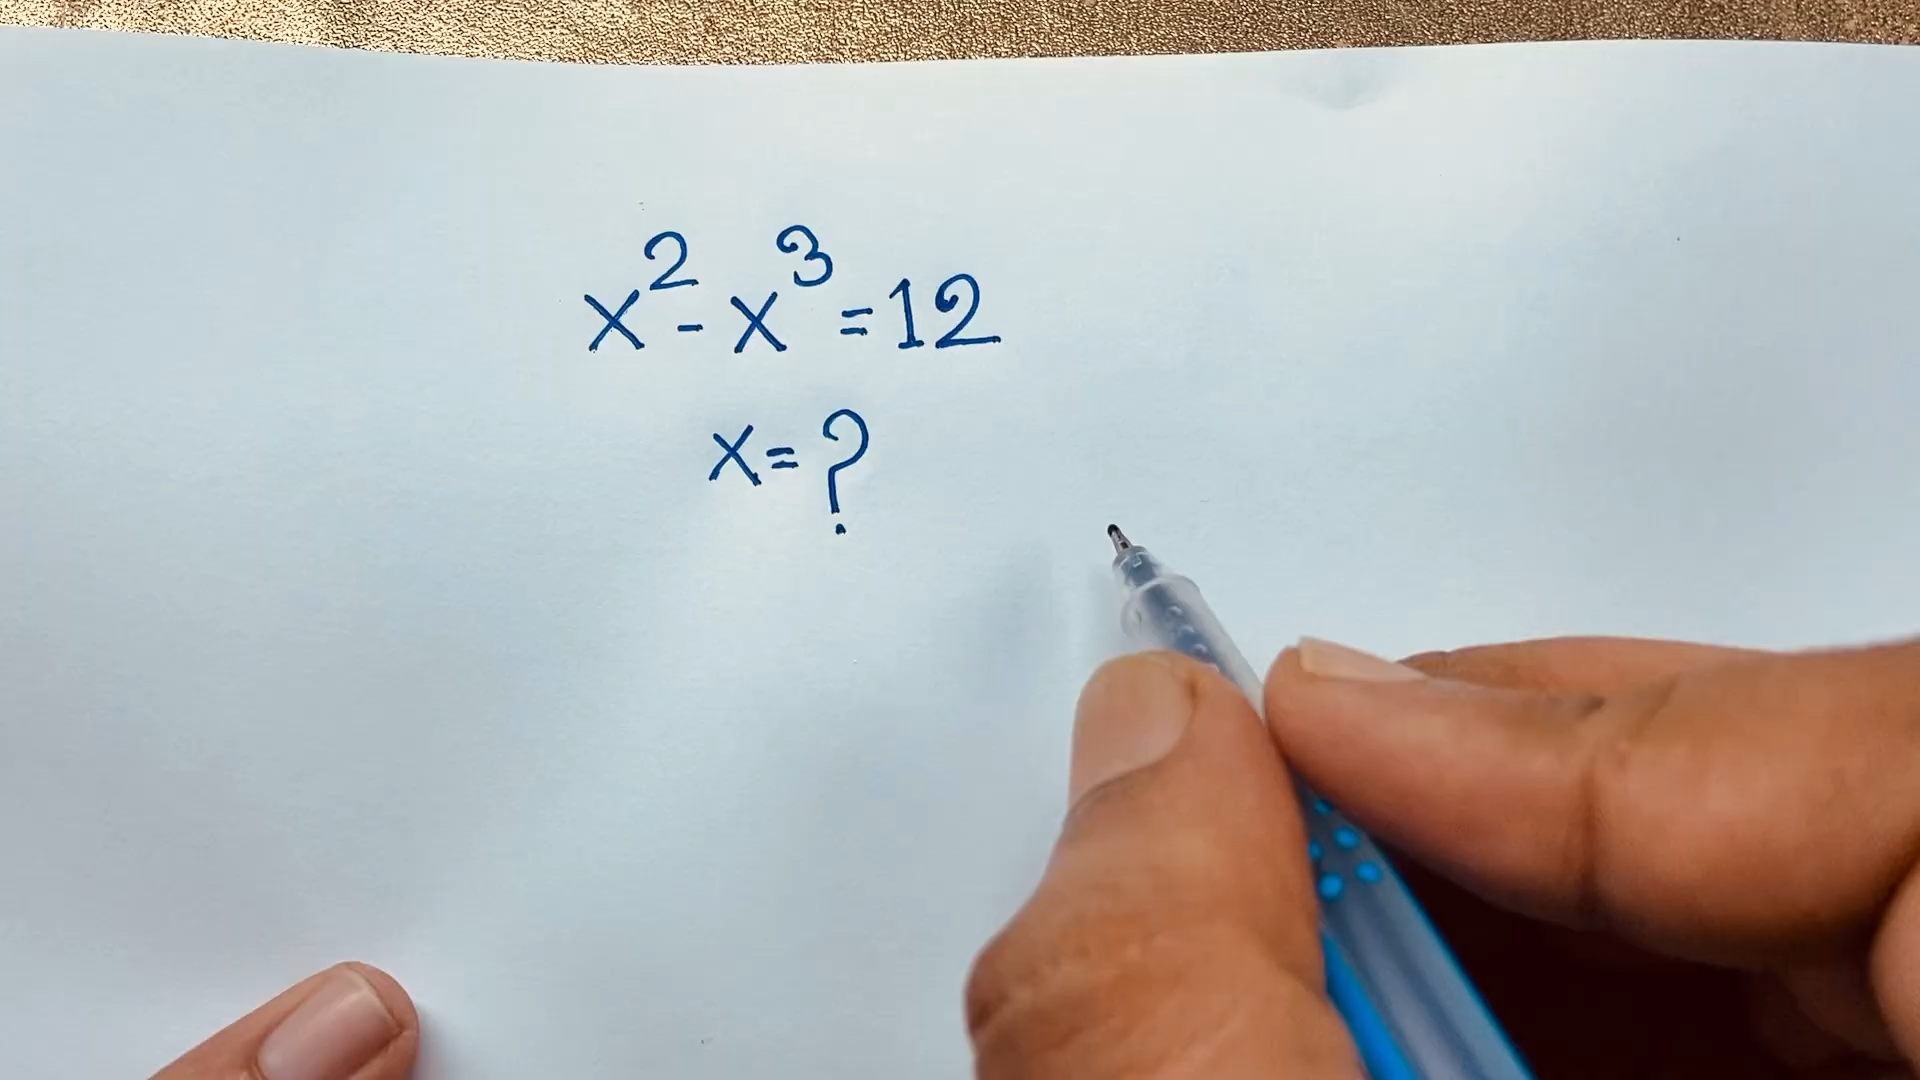 x² - x³ = 12
x = ?